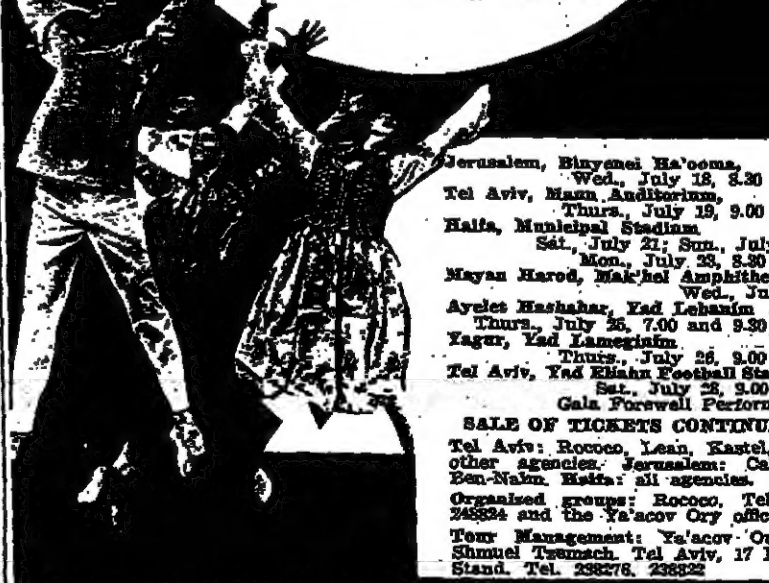 Jerusalem, Binyenei Ha'ooma,
Wed., July 18, 8.30
Tel Aviv, Mann Auditorium,
Thurs., July 19, 9.00
Haifa, Municipal Stadium
Sat., July 21; Sun., July
Mon., July 23, 8.30
Mayan Harod, Mak'hel Amphithe
Wed., Ju
Ayelet Hashahar, Yad Lebanim
Thurs., July 26, 7.00 and 9.30
Yagur, Yad Lameginim
Thurs., July 26, 9.00
Tel Aviv, Yad Eliahu Football Sta
Sat., July 28, 9.00
Gala Forewell Perform
SALE OF TICKETS CONTINU
Tel Aviv: Rococo, Lean, Kastel,
other agencies. Jerusalem: Ca
Ben-Naim. Haifa: all agencies.
Organized groups: Rococo, Tel
248824 and the Ya'acov Ory offic
Tour Management: Ya'acov Or
Shmuel Tzemach. Tel Aviv, 17 I
Stand. Tel. 238276, 238822